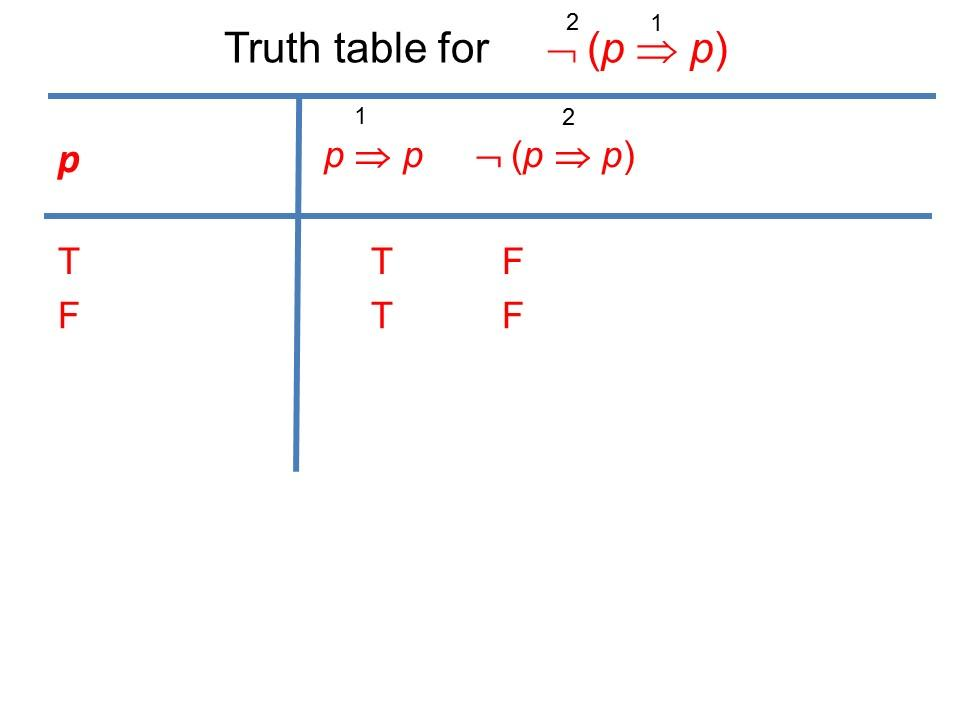 2 1
Truth table for ¬ (p ⇒ p)
1 2
p p ⇒ p ¬ (p ⇒ p)
T T F
F T F